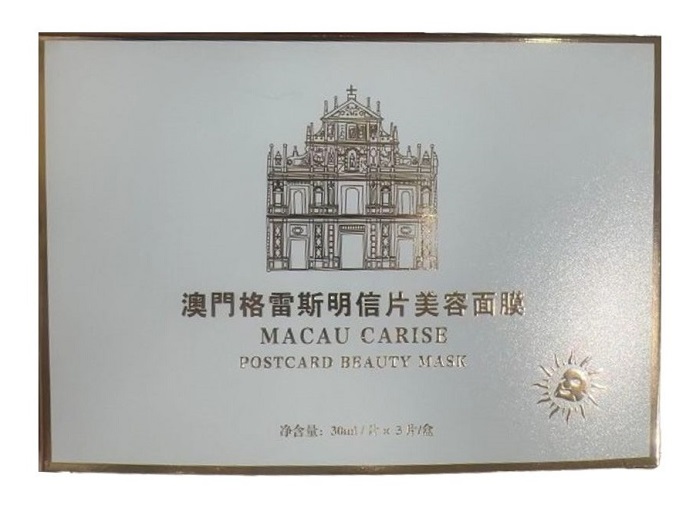 澳門格雷斯明信片美容面膜
MACAU CARISE
POSTCARD BEAUTY MASK
净含量：30ml / 片 × 3 片/盒